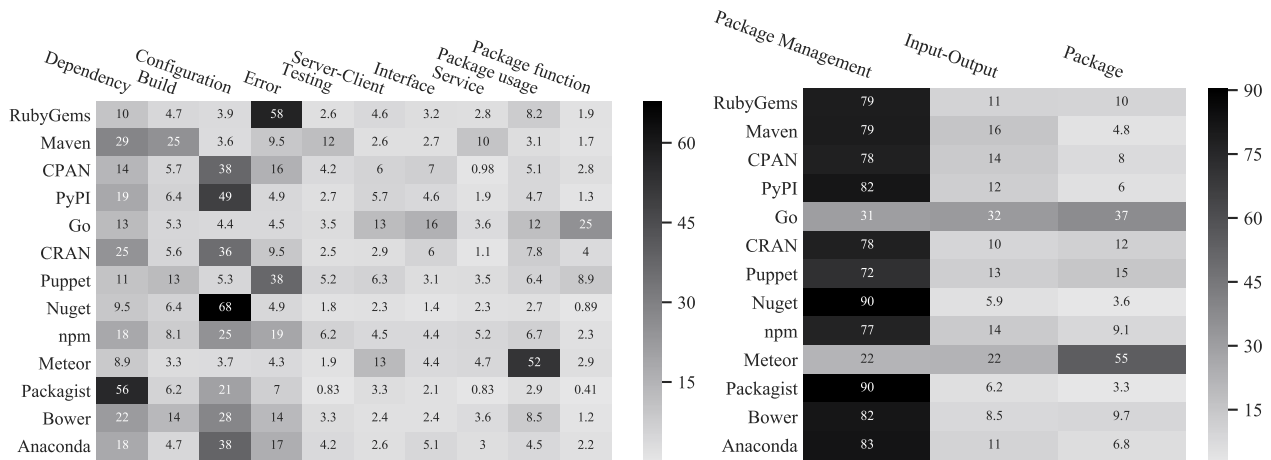 Dependency Build Configuration Error Testing Server-Client Interface Service Package usage Package function
RubyGems 10 4.7 3.9 58 2.6 4.6 3.2 2.8 8.2 1.9
Maven 29 25 3.6 9.5 12 2.6 2.7 10 3.1 1.7
CPAN 14 5.7 38 16 4.2 6 7 0.98 5.1 2.8
PyPI 19 6.4 49 4.9 2.7 5.7 4.6 1.9 4.7 1.3
Go 13 5.3 4.4 4.5 3.5 13 16 3.6 12 25
CRAN 25 5.6 36 9.5 2.5 2.9 6 1.1 7.8 4
Puppet 11 13 5.3 38 5.2 6.3 3.1 3.5 6.4 8.9
Nuget 9.5 6.4 68 4.9 1.8 2.3 1.4 2.3 2.7 0.89
npm 18 8.1 25 19 6.2 4.5 4.4 5.2 6.7 2.3
Meteor 8.9 3.3 3.7 4.3 1.9 13 4.4 4.7 52 2.9
Packagist 56 6.2 21 7 0.83 3.3 2.1 0.83 2.9 0.41
Bower 22 14 28 14 3.3 2.4 2.4 3.6 8.5 1.2
Anaconda 18 4.7 38 17 4.2 2.6 5.1 3 4.5 2.2
60
45
30
15
Package Management Input-Output Package
RubyGems 79 11 10
Maven 79 16 4.8
CPAN 78 14 8
PyPI 82 12 6
Go 31 32 37
CRAN 78 10 12
Puppet 72 13 15
Nuget 90 5.9 3.6
npm 77 14 9.1
Meteor 22 22 55
Packagist 90 6.2 3.3
Bower 82 8.5 9.7
Anaconda 83 11 6.8
90
75
60
45
30
15